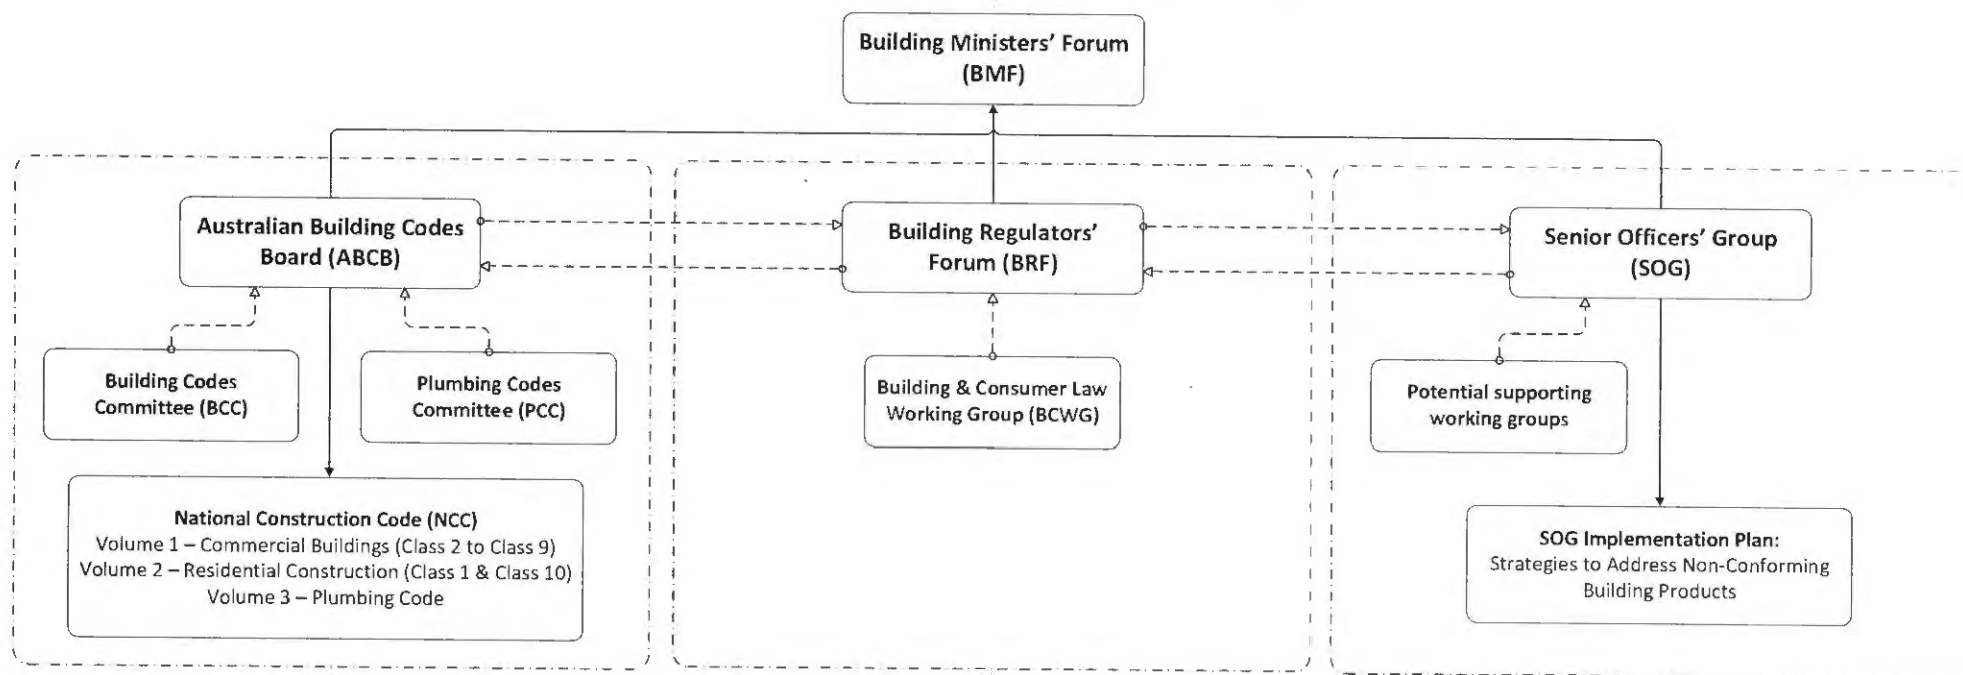 Building Ministers' Forum
(BMF)
Australian Building Codes
Board (ABCB)
Building Regulators'
Forum (BRF)
Senior Officers' Group
(SOG)
Building Codes
Committee (BCC)
Plumbing Codes
Committee (PCC)
Building & Consumer Law
Working Group (BCWG)
Potential supporting
working groups
National Construction Code (NCC)
Volume 1 – Commercial Buildings (Class 2 to Class 9)
Volume 2 – Residential Construction (Class 1 & Class 10)
Volume 3 – Plumbing Code
SOG Implementation Plan:
Strategies to Address Non-Conforming
Building Products